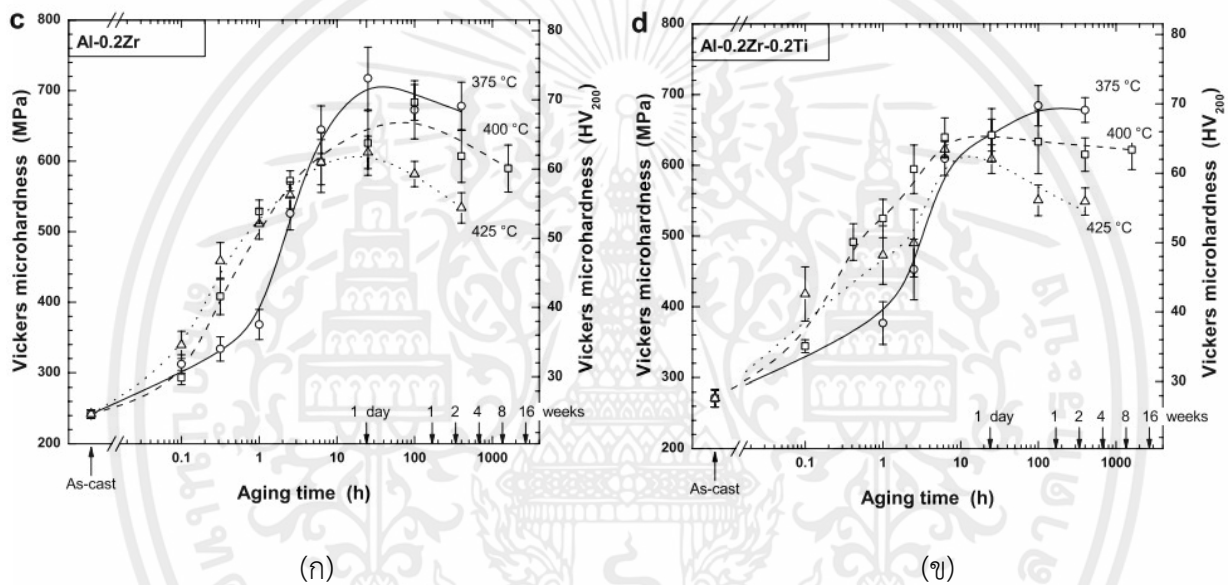 c
Al-0.2Zr
Vickers microhardness (MPa)
800
700
600
500
400
300
200
80
70
60
50
40
30
Vickers microhardness (HV200)
375 °C
400 °C
425 °C
1 day
1 2 4 8 16 weeks
0.1 1 10 100 1000
As-cast
Aging time (h)
(ก)
d
Al-0.2Zr-0.2Ti
Vickers microhardness (MPa)
800
700
600
500
400
300
200
80
70
60
50
40
30
Vickers microhardness (HV200)
375 °C
400 °C
425 °C
1 day
1 2 4 8 16 weeks
0.1 1 10 100 1000
As-cast
Aging time (h)
(ข)